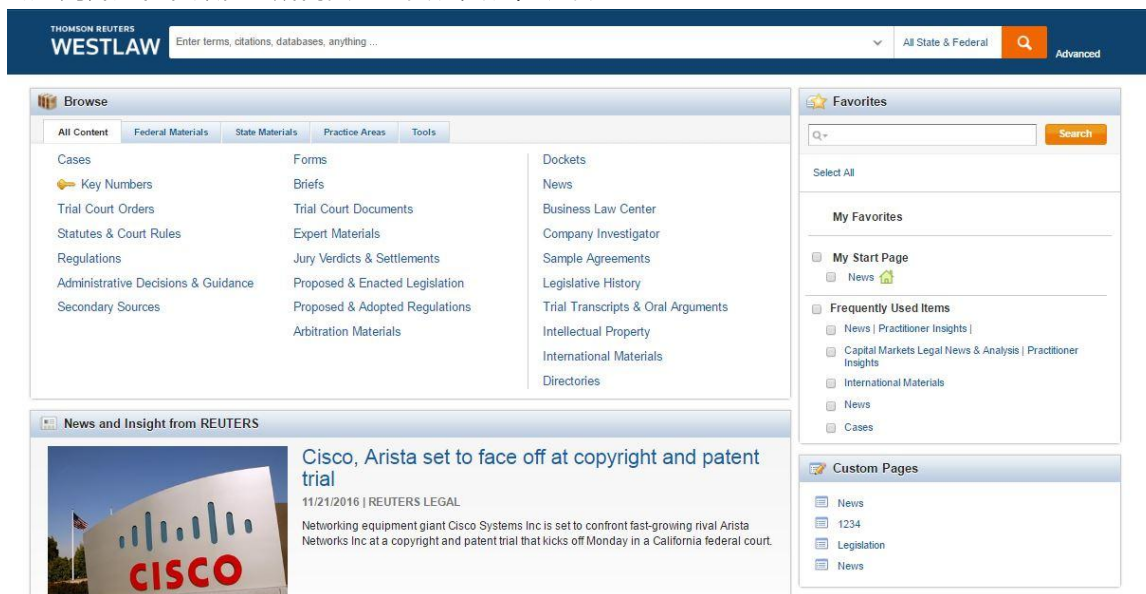 THOMSON REUTERS
WESTLAW
Enter terms, citations, databases, anything ...
All State & Federal
Advanced
Browse
All Content Federal Materials State Materials Practice Areas Tools
Cases
Key Numbers
Trial Court Orders
Statutes & Court Rules
Regulations
Administrative Decisions & Guidance
Secondary Sources
Forms
Briefs
Trial Court Documents
Expert Materials
Jury Verdicts & Settlements
Proposed & Enacted Legislation
Proposed & Adopted Regulations
Arbitration Materials
Dockets
News
Business Law Center
Company Investigator
Sample Agreements
Legislative History
Trial Transcripts & Oral Arguments
Intellectual Property
International Materials
Directories
News and Insight from REUTERS
CISCO
Cisco, Arista set to face off at copyright and patent
trial
11/21/2016 | REUTERS LEGAL
Networking equipment giant Cisco Systems Inc is set to confront fast-growing rival Arista
Networks Inc at a copyright and patent trial that kicks off Monday in a California federal court.
Favorites
Search
Select All
My Favorites
My Start Page
News
Frequently Used Items
News | Practitioner Insights |
Capital Markets Legal News & Analysis | Practitioner
Insights
International Materials
News
Cases
Custom Pages
News
1234
Legislation
News